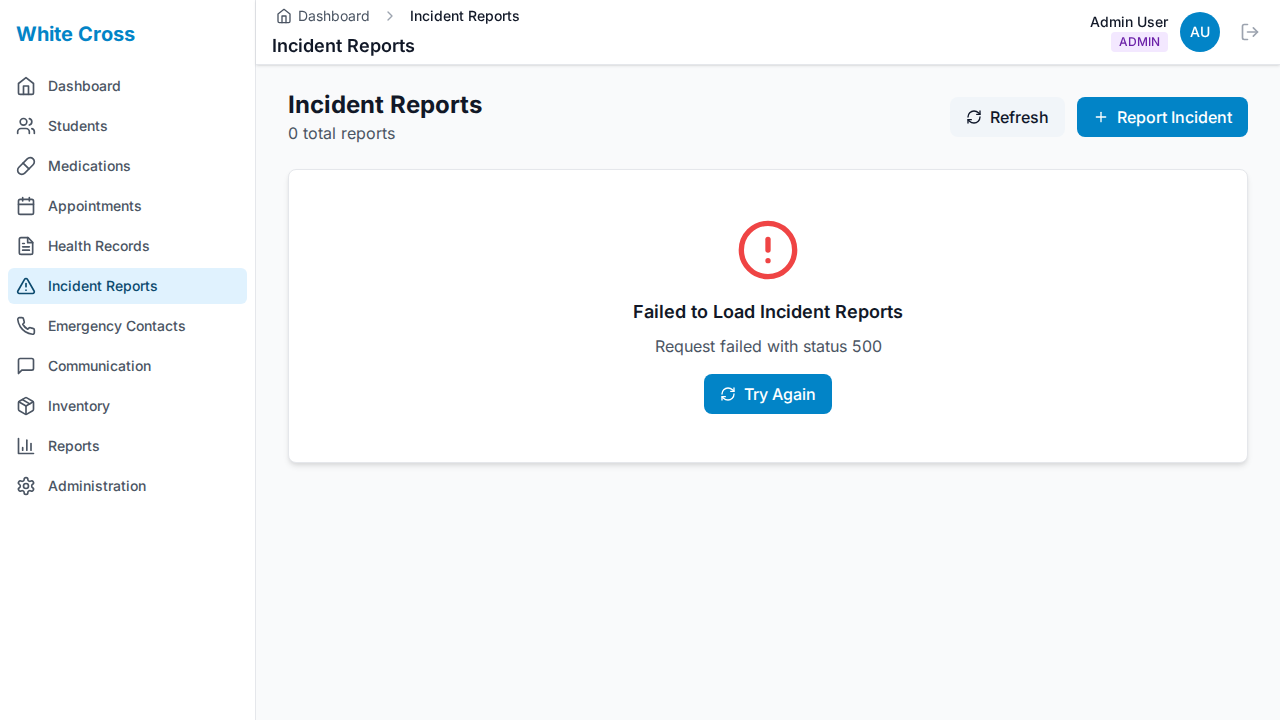 White Cross
Dashboard
Students
Medications
Appointments
Health Records
Incident Reports
Emergency Contacts
Communication
Inventory
Reports
Administration
Dashboard Incident Reports
Incident Reports
Admin User
ADMIN
AU
Incident Reports
0 total reports
Refresh
Report Incident
Failed to Load Incident Reports
Request failed with status 500
Try Again